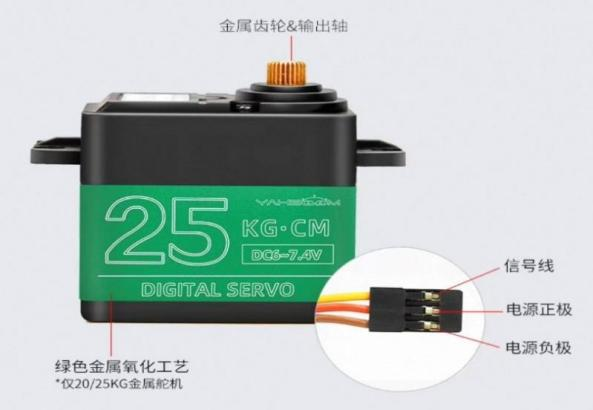 金属齿轮&输出轴
YAHBOOM
25
KG·CM
DC6-7.4V
DIGITAL SERVO
信号线
电源正极
电源负极
绿色金属氧化工艺
*仅20/25KG金属舵机